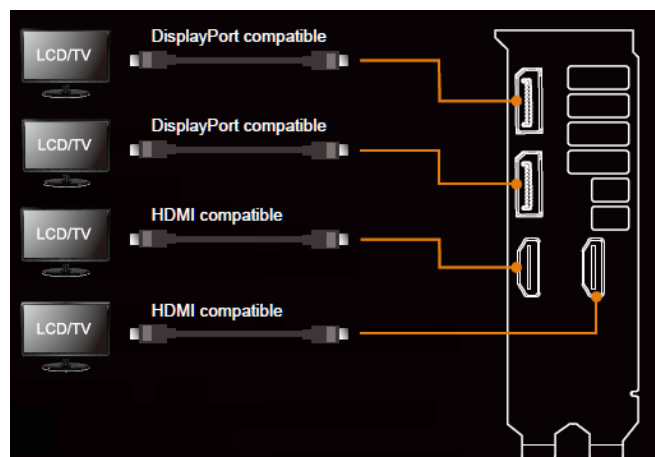 DisplayPort compatible
LCD/TV
DisplayPort compatible
LCD/TV
HDMI compatible
LCD/TV
HDMI compatible
LCD/TV